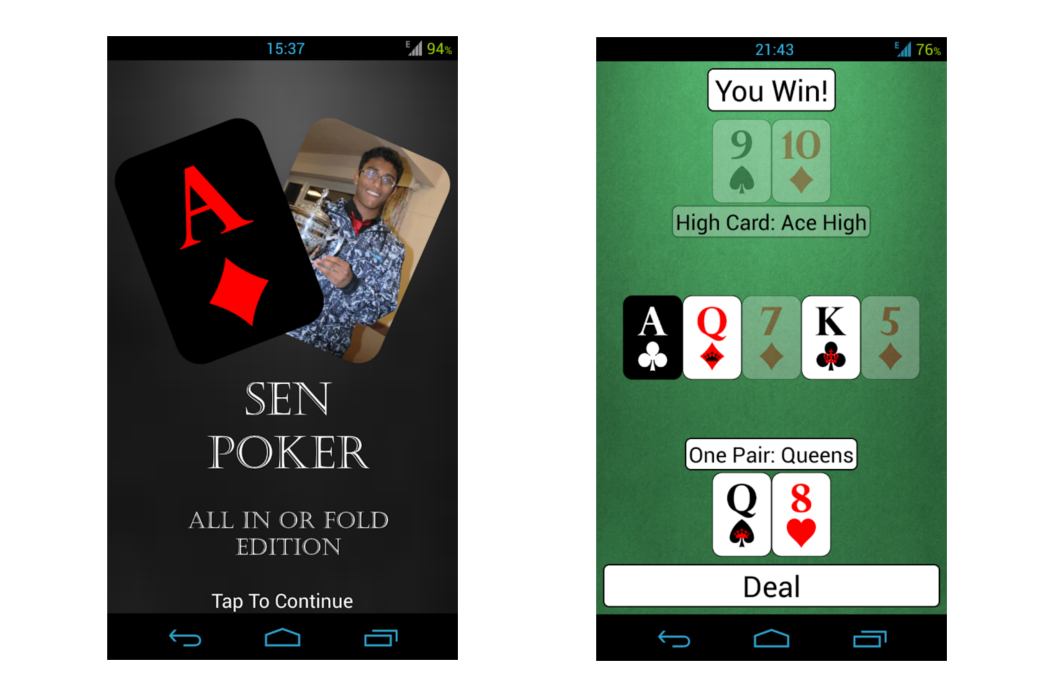 15:37
E
94%
A
SEN
POKER
ALL IN OR FOLD
EDITION
Tap To Continue
21:43
E
76%
You Win!
9 10
High Card: Ace High
A Q 7 K 5
One Pair: Queens
Q 8
Deal